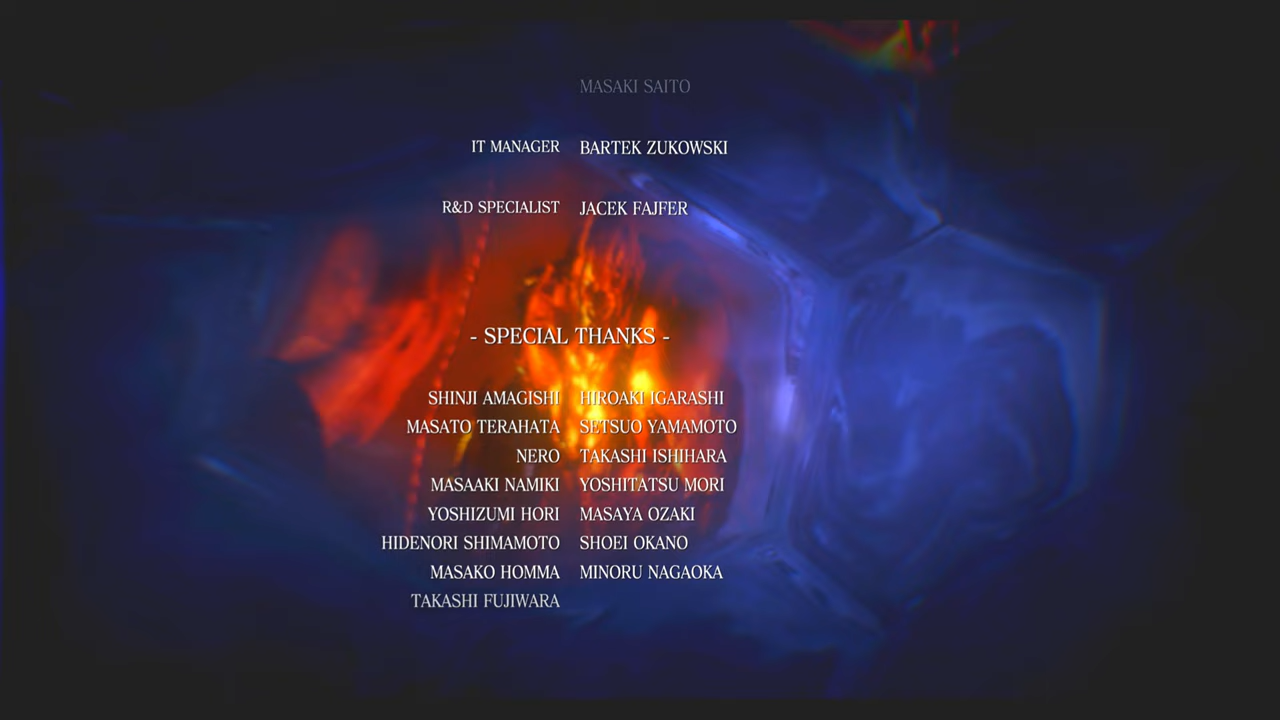 MASAKI SAITO
IT MANAGER BARTEK ZUKOWSKI
R&D SPECIALIST JACEK FAJFER
- SPECIAL THANKS -
SHINJI AMAGISHI HIROAKI IGARASHI
MASATO TERAHATA SETSUO YAMAMOTO
NERO TAKASHI ISHIHARA
MASAAKI NAMIKI YOSHITATSU MORI
YOSHIZUMI HORI MASAYA OZAKI
HIDENORI SHIMAMOTO SHOEI OKANO
MASAKO HOMMA MINORU NAGAOKA
TAKASHI FUJIWARA